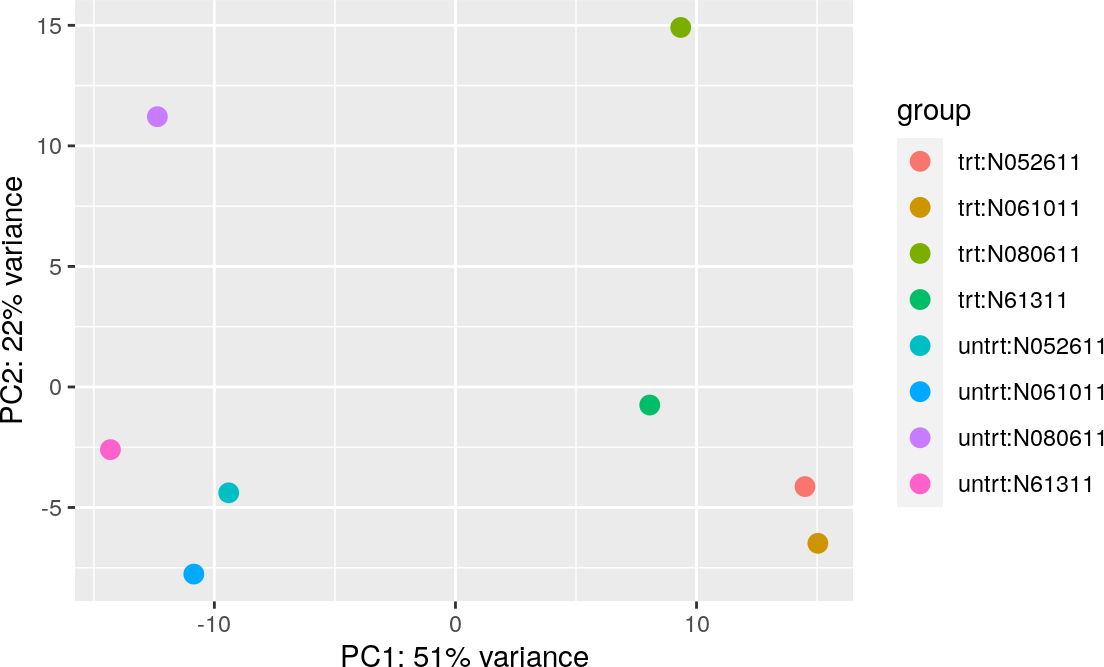 15
10
5
0
-5
-10
0
10
PC1: 51% variance
PC2: 22% variance
group
trt:N052611
trt:N061011
trt:N080611
trt:N61311
untrt:N052611
untrt:N061011
untrt:N080611
untrt:N61311